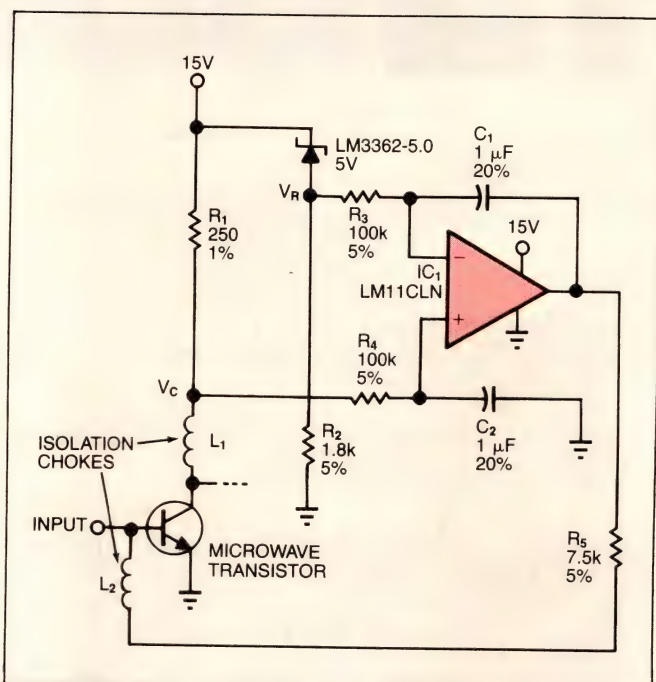 15V
LM3362-5.0
5V
C₁
1 µF
20%
R₁
250
1%
V_R
R₃
100k
5%
15V
−
IC₁
LM11CLN
+
R₄
100k
5%
V_C
C₂
1 µF
20%
ISOLATION
CHOKES
L₁
R₂
1.8k
5%
INPUT
MICROWAVE
TRANSISTOR
L₂
R₅
7.5k
5%